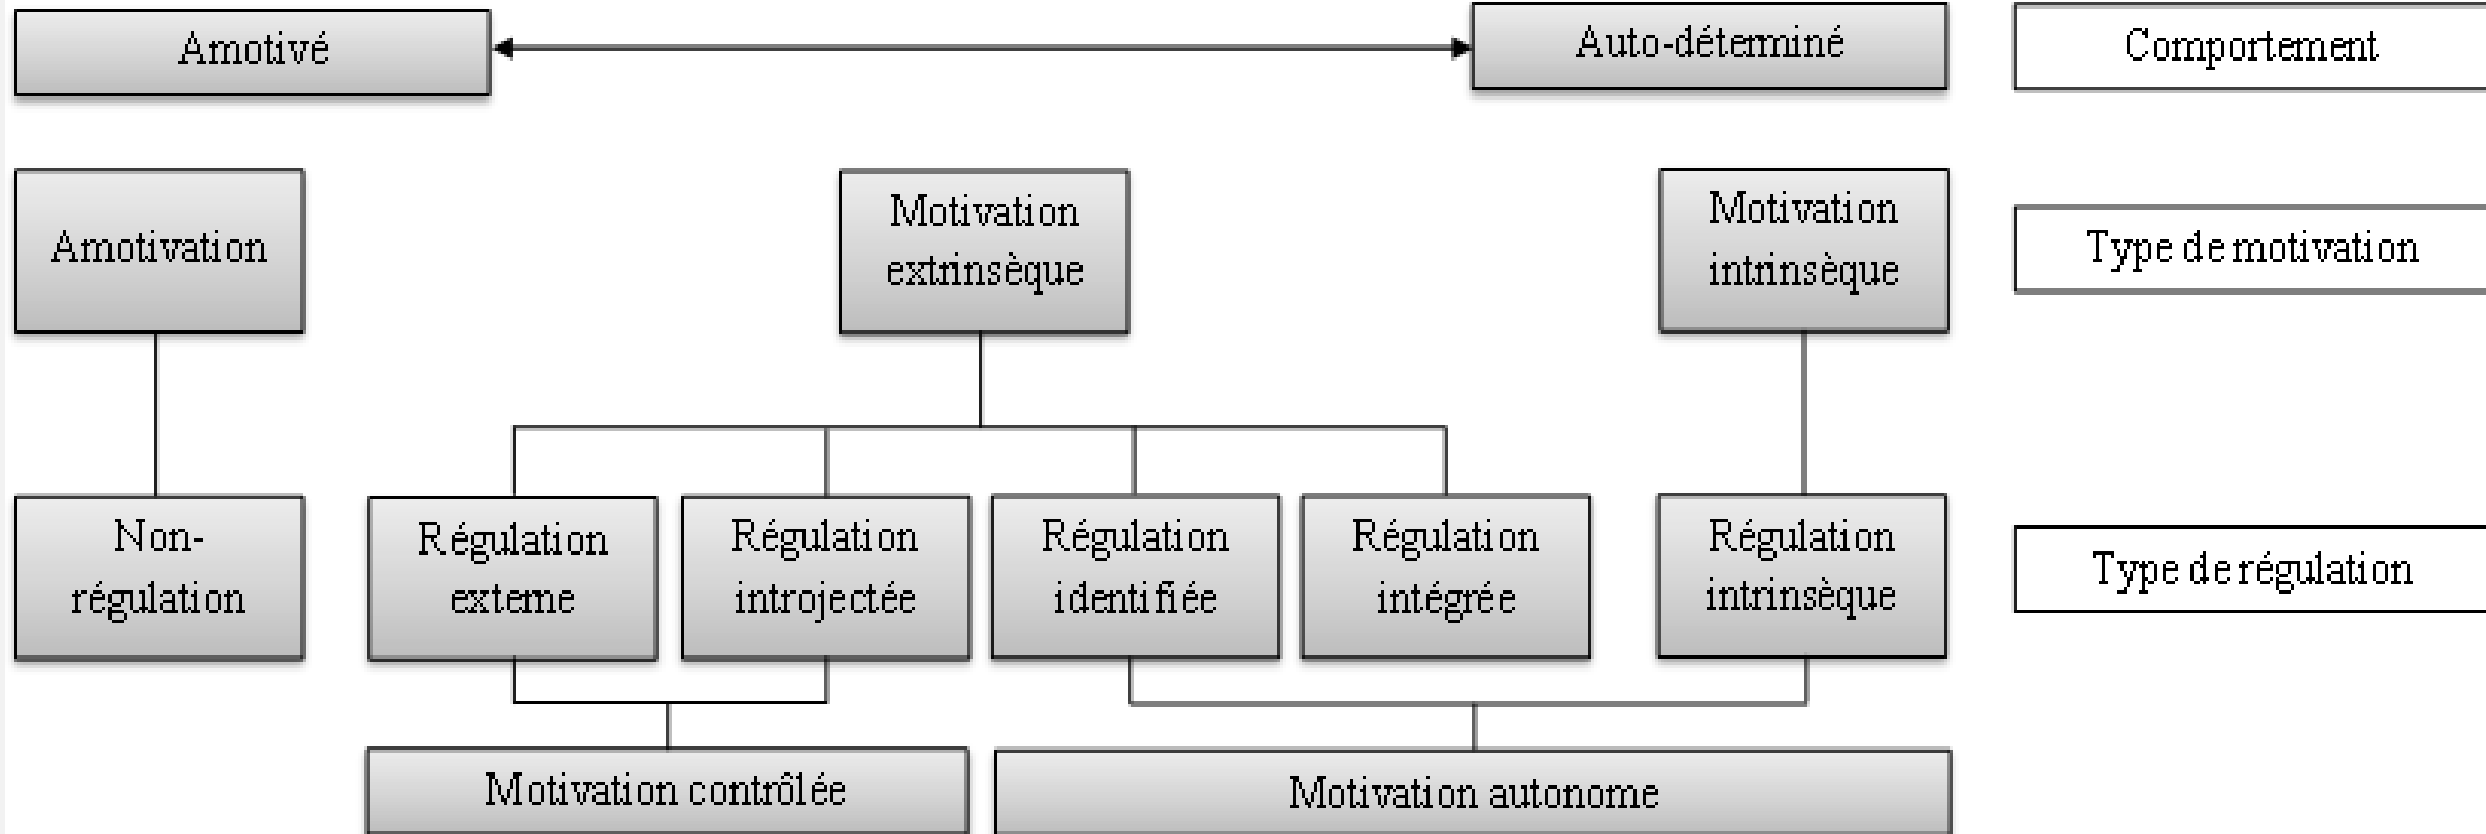 Amotivé
Auto-déterminé
Comportement
Amotivation
Motivation
extrinsèque
Motivation
intrinsèque
Type de motivation
Non-
régulation
Régulation
externe
Régulation
introjectée
Régulation
identifiée
Régulation
intégrée
Régulation
intrinsèque
Type de régulation
Motivation contrôlée
Motivation autonome